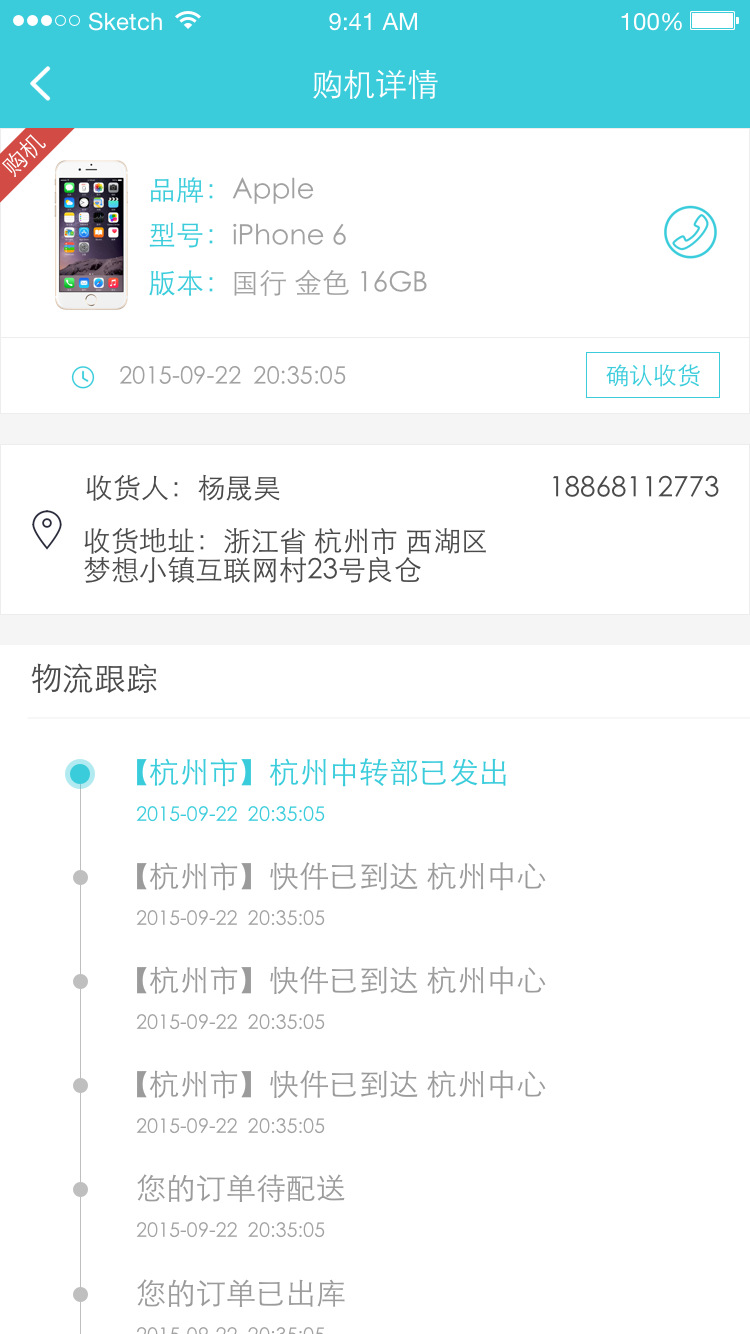 Sketch 9:41 AM 100%
购机详情
购机
品牌： Apple
型号： iPhone 6
版本： 国行 金色 16GB
2015-09-22 20:35:05 确认收货
收货人： 杨晟昊 18868112773
收货地址：浙江省 杭州市 西湖区
梦想小镇互联网村23号良仓
物流跟踪
【杭州市】杭州中转部已发出
2015-09-22 20:35:05
【杭州市】快件已到达 杭州中心
2015-09-22 20:35:05
【杭州市】快件已到达 杭州中心
2015-09-22 20:35:05
【杭州市】快件已到达 杭州中心
2015-09-22 20:35:05
您的订单待配送
2015-09-22 20:35:05
您的订单已出库
2015-09-22 20:35:05